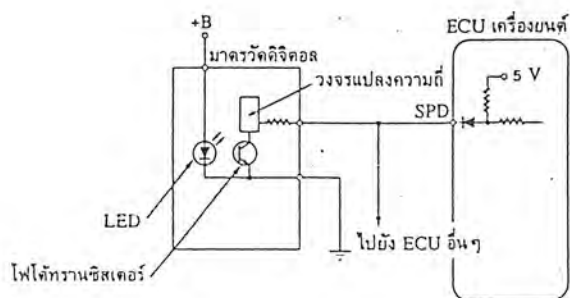 +B
ECU เครื่องยนต์
มาตรวัดดิจิตอล
วงจรแปลงความถี่
5 V
SPD
LED
ไปยัง ECU อื่นๆ
โฟโต้ทรานซิสเตอร์